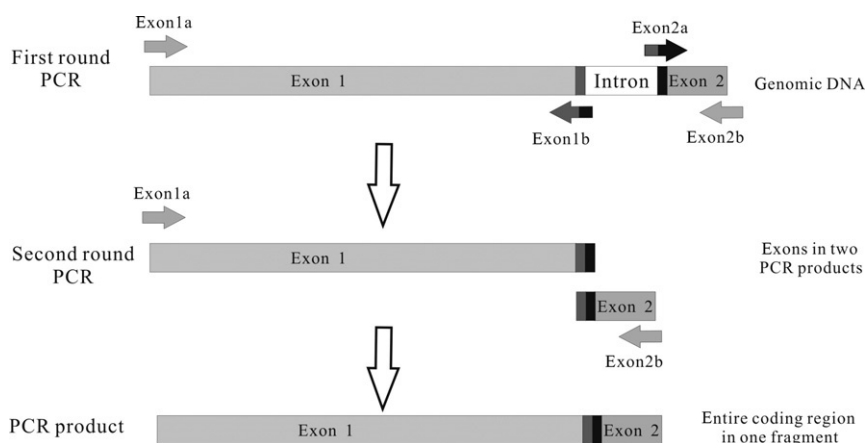 Exon1a
Exon2a
First round
PCR
Exon 1
Intron
Exon 2
Genomic DNA
Exon1b
Exon2b
Exon1a
Second round
PCR
Exon 1
Exons in two
PCR products
Exon 2
Exon2b
PCR product
Exon 1
Exon 2
Entire coding region
in one fragment